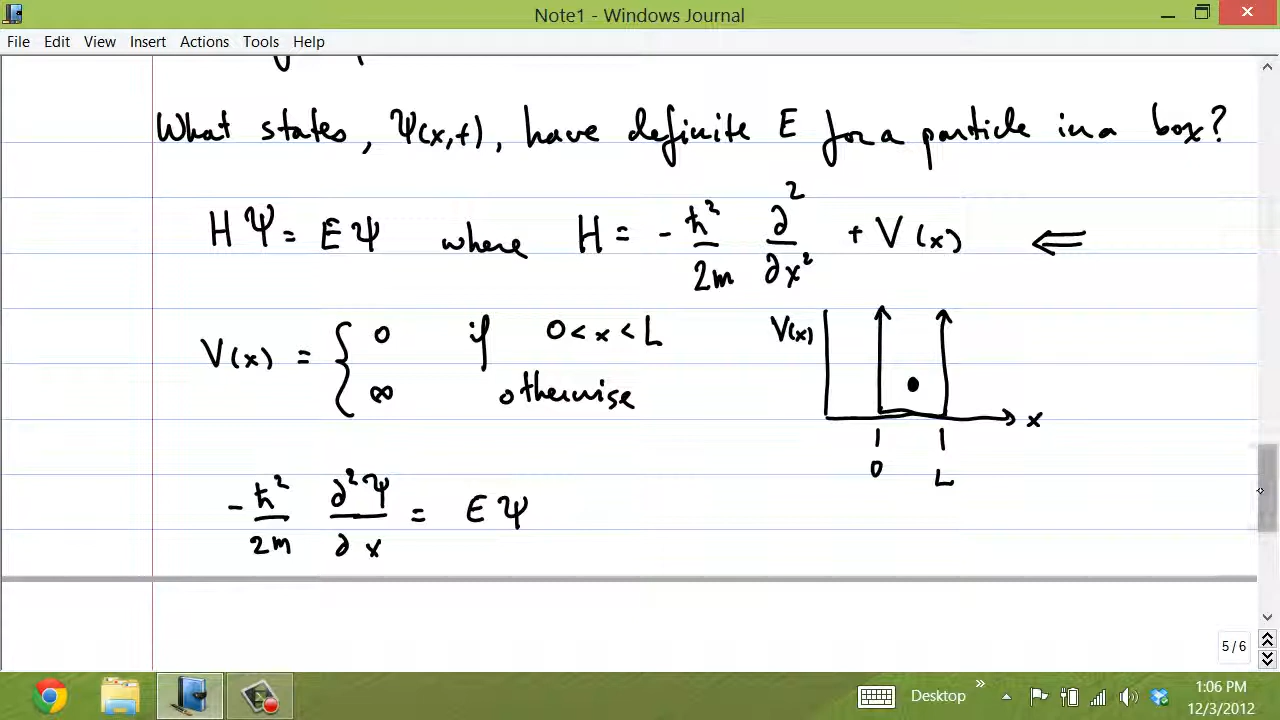 Note1 - Windows Journal
File Edit View Insert Actions Tools Help
What states, Ψ(x,t), have definite E for a particle in a box?
HΨ = EΨ where H = - ħ²/2m ∂²/∂x² + V(x) ⇐
V(x) = { 0 if 0 < x < L
∞ otherwise
V(x)
x
0 L
- ħ²/2m ∂²Ψ/∂x = EΨ
5 / 6
Desktop »
1:06 PM
12/3/2012